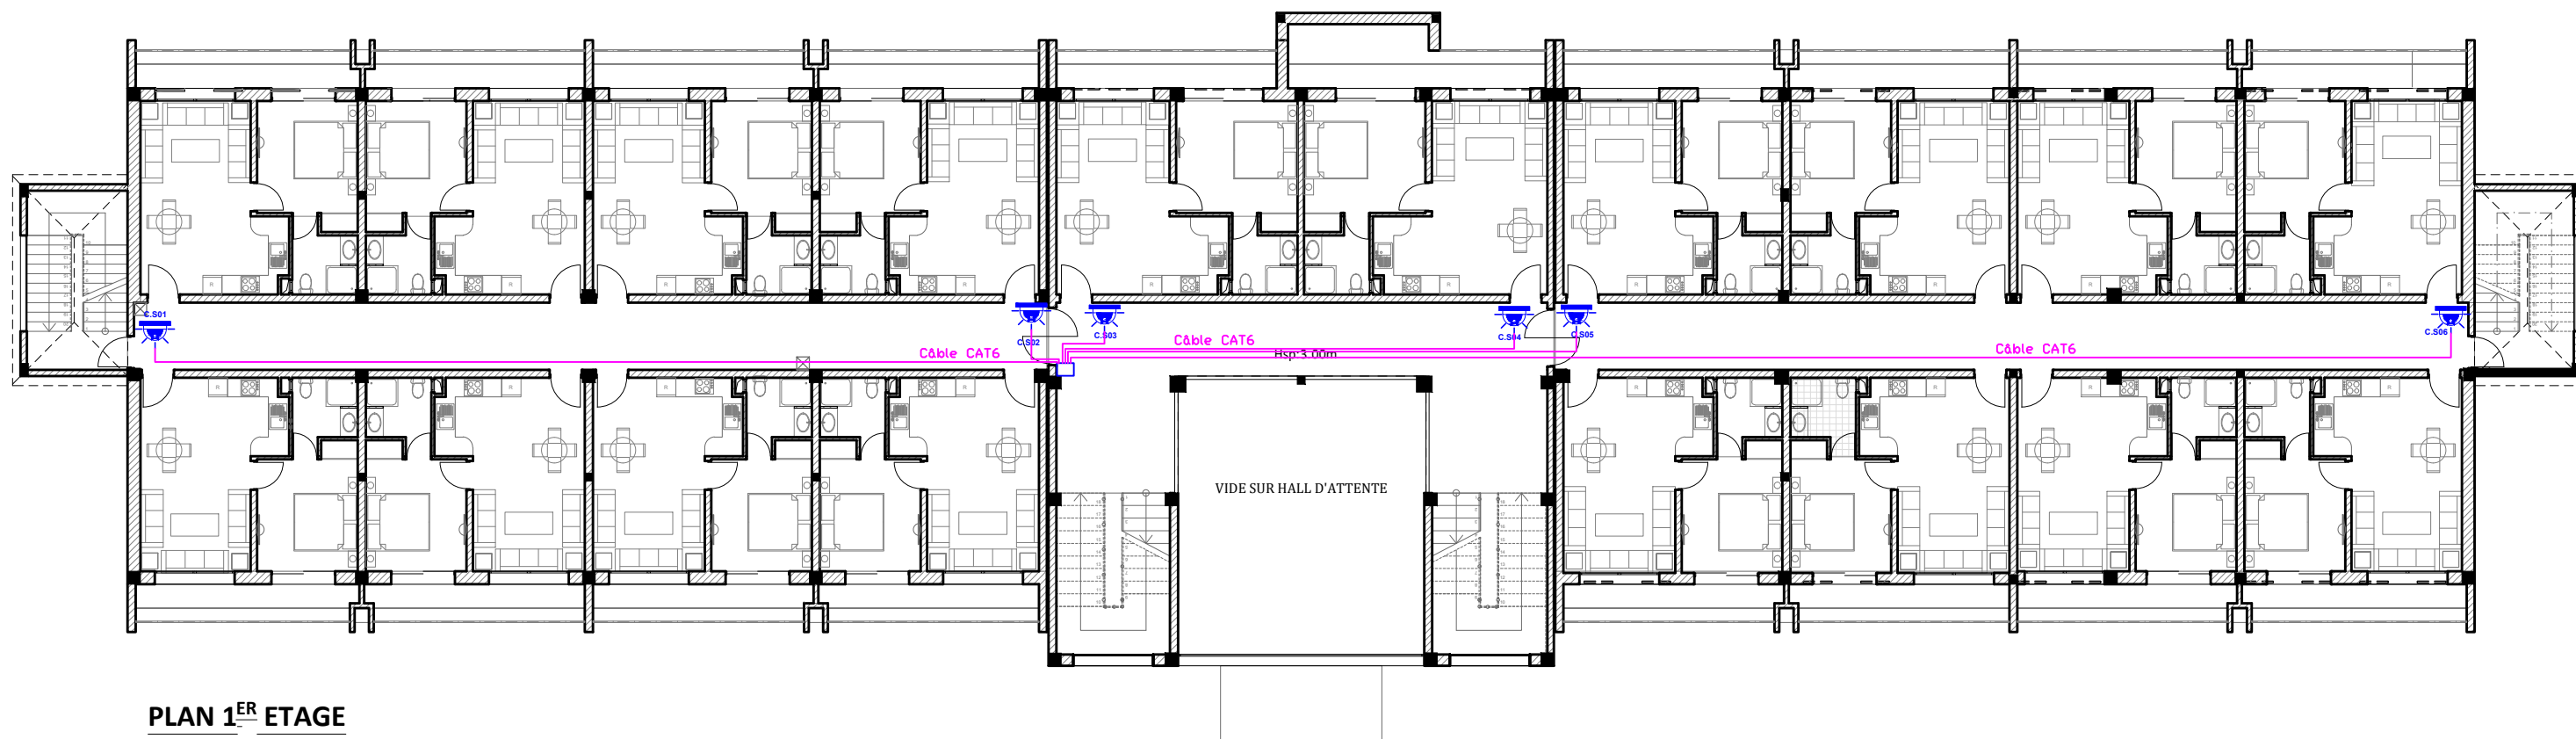 C.S01
C.S02
C.S03
C.S04
C.S05
C.S06
Câble CAT6
Câble CAT6
Câble CAT6
Hsp:3.00m
VIDE SUR HALL D'ATTENTE
PLAN 1ER ETAGE